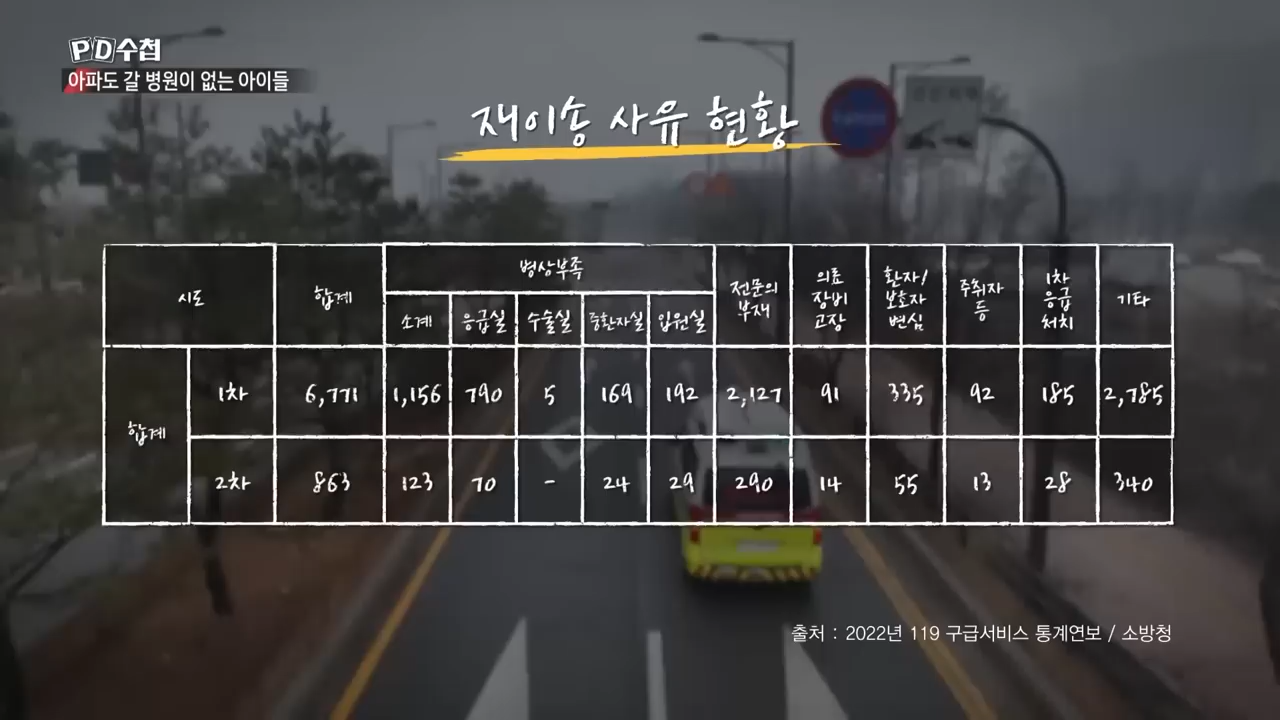 PD수첩
아파도 갈 병원이 없는 아이들
재이송 사유 현황
시도 합계 병상부족 전문의 부재 의료 장비 고장 환자/보호자 변심 주취자 등 1차 응급 처치 기타
소계 응급실 수술실 중환자실 입원실
합계 1차 6,771 1,156 790 5 169 192 2,127 91 335 92 185 2,785
2차 863 123 70 - 24 29 290 14 55 13 28 340
출처 : 2022년 119 구급서비스 통계연보 / 소방청